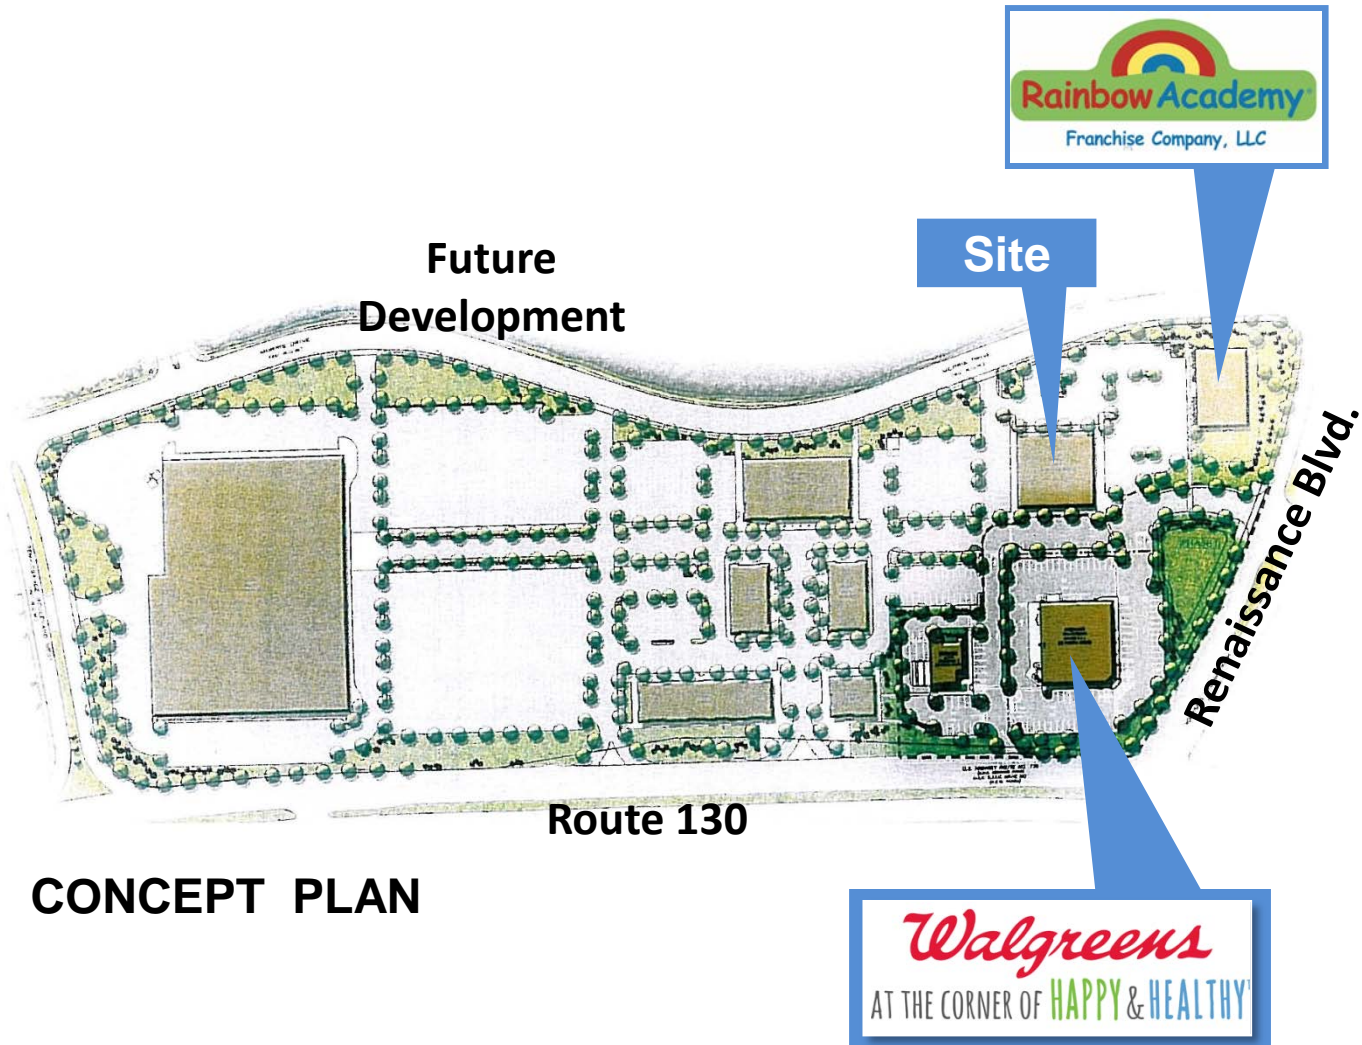 Rainbow Academy
Franchise Company, LLC
Site
Future
Development
Renaissance Blvd.
Route 130
CONCEPT PLAN
Walgreens
AT THE CORNER OF HAPPY & HEALTHY